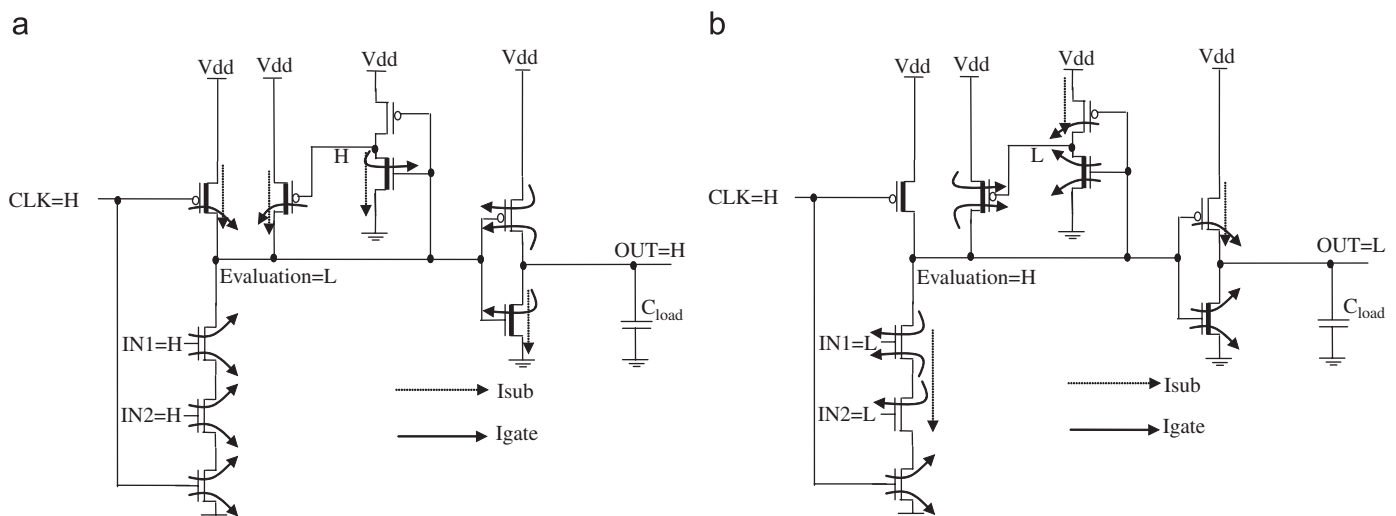 a
Vdd
Vdd
Vdd
Vdd
H
CLK=H
Evaluation=L
OUT=H
Cload
IN1=H
IN2=H
Isub
Igate
b
Vdd
Vdd
Vdd
Vdd
L
CLK=H
Evaluation=H
OUT=L
Cload
IN1=L
IN2=L
Isub
Igate